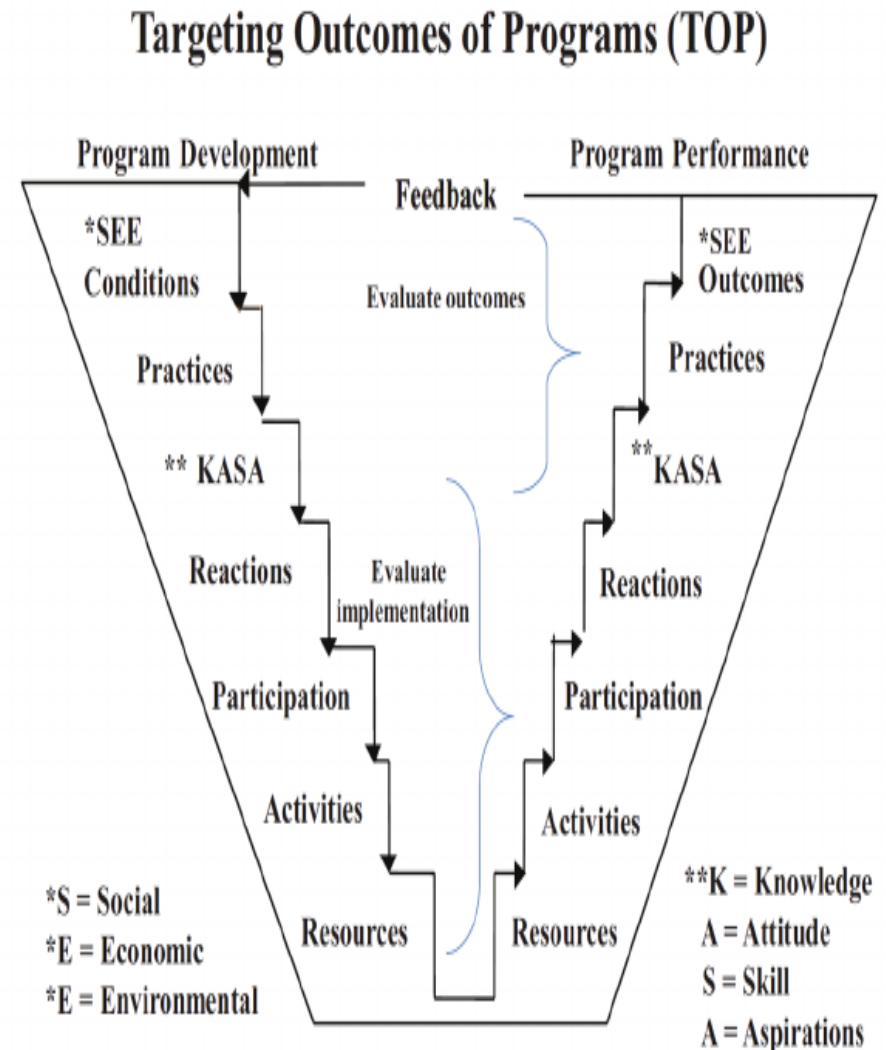 Targeting Outcomes of Programs (TOP)
Program Development
Program Performance
Feedback
*SEE
Conditions
*SEE
Outcomes
Evaluate outcomes
Practices
Practices
** KASA
** KASA
Reactions
Evaluate
implementation
Reactions
Participation
Participation
Activities
Activities
Resources
Resources
*S = Social
*E = Economic
*E = Environmental
**K = Knowledge
A = Attitude
S = Skill
A = Aspirations